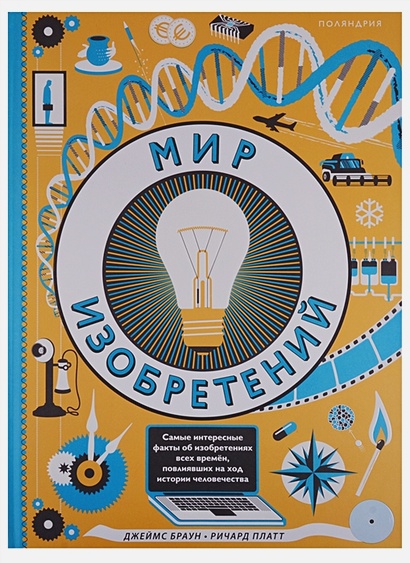 ПОЛЯНДРИЯ
МИР
ИЗОБРЕТЕНИЙ
Самые интересные
факты об изобретениях
всех времён,
повлиявших на ход
истории человечества
ДЖЕЙМС БРАУН • РИЧАРД ПЛАТТ